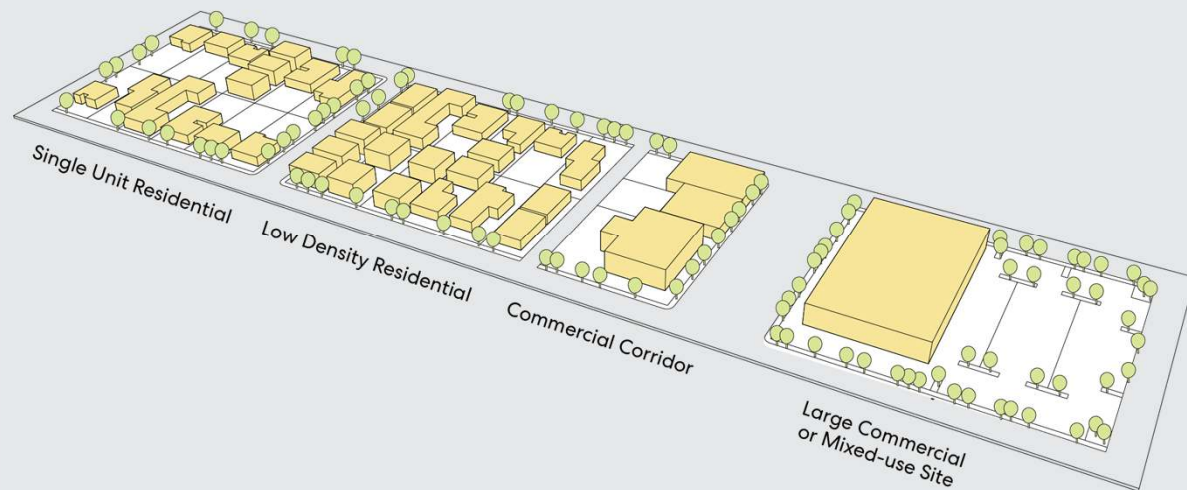 Single Unit Residential
Low Density Residential
Commercial Corridor
Large Commercial
or Mixed-use Site